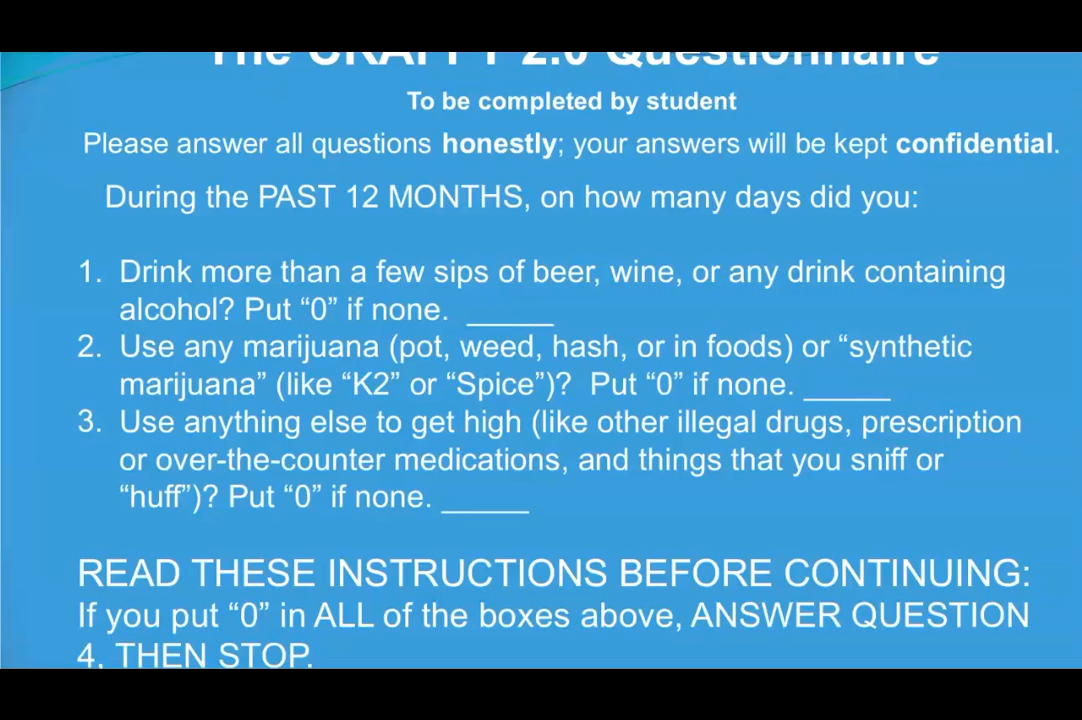 The CRAFFT 2.0 Questionnaire
To be completed by student
Please answer all questions honestly; your answers will be kept confidential.
During the PAST 12 MONTHS, on how many days did you:
1. Drink more than a few sips of beer, wine, or any drink containing
alcohol? Put “0” if none. _____
2. Use any marijuana (pot, weed, hash, or in foods) or “synthetic
marijuana” (like “K2” or “Spice”)? Put “0” if none. _____
3. Use anything else to get high (like other illegal drugs, prescription
or over-the-counter medications, and things that you sniff or
“huff”)? Put “0” if none. _____
READ THESE INSTRUCTIONS BEFORE CONTINUING:
If you put “0” in ALL of the boxes above, ANSWER QUESTION
4, THEN STOP.